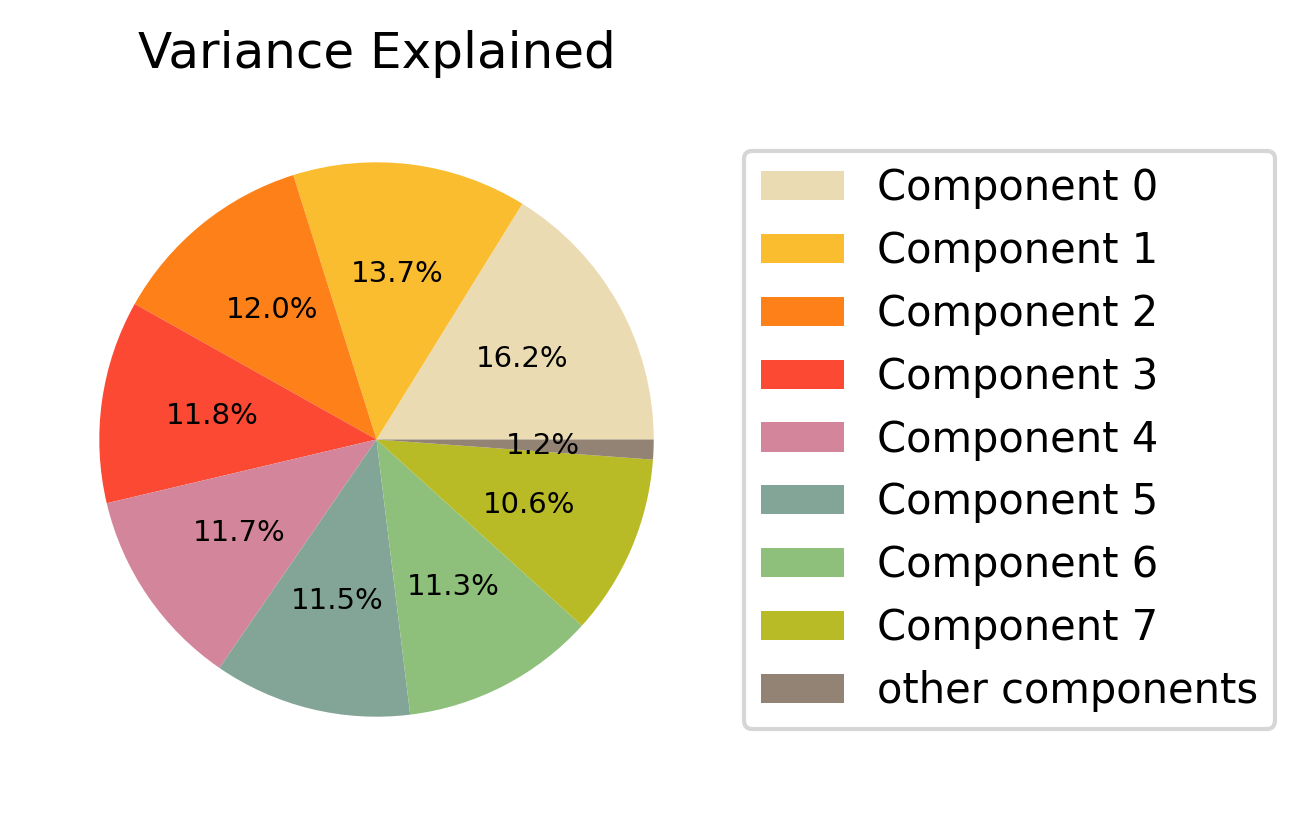 Variance Explained
13.7%
12.0%
16.2%
11.8%
1.2%
10.6%
11.7%
11.3%
11.5%
Component 0
Component 1
Component 2
Component 3
Component 4
Component 5
Component 6
Component 7
other components